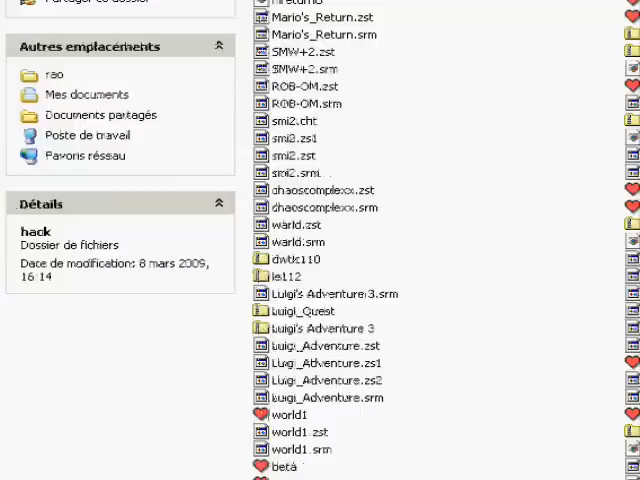 Partager ce dossier
Autres emplacements
rao
Mes documents
Documents partagés
Poste de travail
Favoris réseau
Détails
hack
Dossier de fichiers
Date de modification: 8 mars 2009,
16:14
Mario's_Return.zst
Mario's_Return.srm
SMW+2.zst
SMW+2.srm
ROB-OM.zst
ROB-OM.srm
smi2.cht
smi3.zs1
smi2.zst
smi2.srm
chaoscomplexx.zst
chaoscomplexx.srm
warld.zst
warld.srm
le112
Luigi's Adventure 3.srm
Luigi_Quest
Luigi's Adventure 3
Luigi_Adventure.zst
Luigi_Adventure.zs1
Luigi_Adventure.zs2
Luigi_Adventure.srm
world1
world1.zst
world1.srm
beta